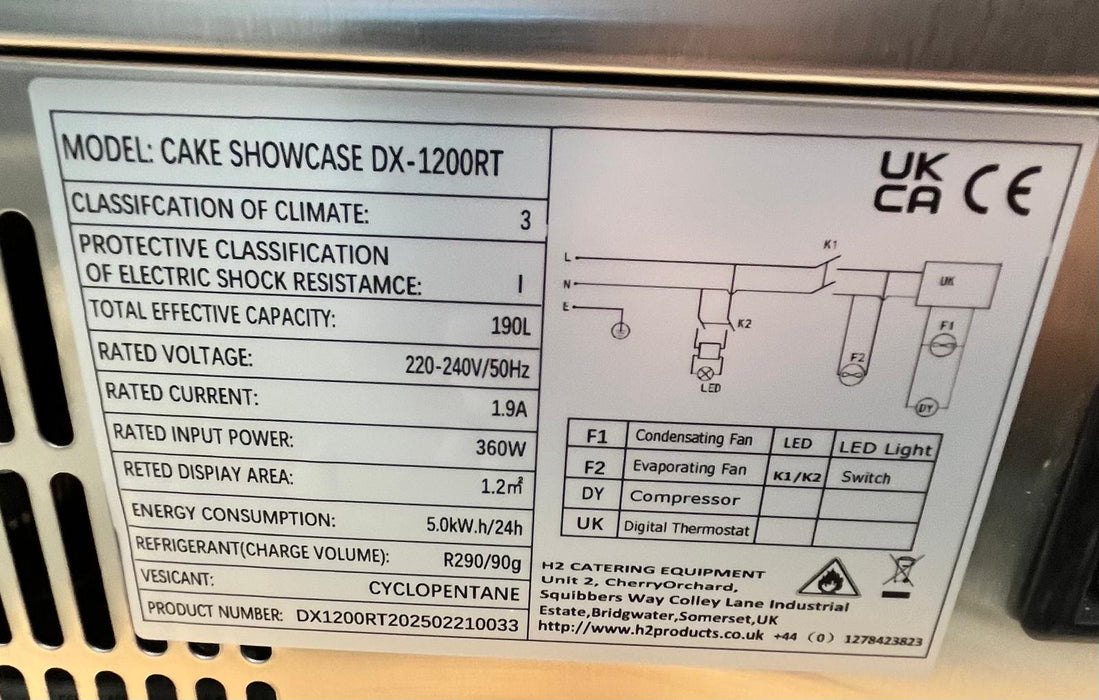 MODEL: CAKE SHOWCASE DX-1200RT
CLASSIFCATION OF CLIMATE: 3
PROTECTIVE CLASSIFICATION
OF ELECTRIC SHOCK RESISTAMCE: I
TOTAL EFFECTIVE CAPACITY: 190L
RATED VOLTAGE: 220-240V/50Hz
RATED CURRENT: 1.9A
RATED INPUT POWER: 360W
RETED DISPLAY AREA: 1.2㎡
ENERGY CONSUMPTION: 5.0kW.h/24h
REFRIGERANT(CHARGE VOLUME): R290/90g
VESICANT: CYCLOPENTANE
PRODUCT NUMBER: DX1200RT202502210033
UK
CA CE
K1
L
N
E
UK
K2
F1
F2
LED
DY
F1 Condensating Fan LED LED Light
F2 Evaporating Fan K1/K2 Switch
DY Compressor
UK Digital Thermostat
H2 CATERING EQUIPMENT
Unit 2, CherryOrchard,
Squibbers Way Colley Lane Industrial
Estate,Bridgwater,Somerset,UK
http://www.h2products.co.uk +44 (0) 1278423823